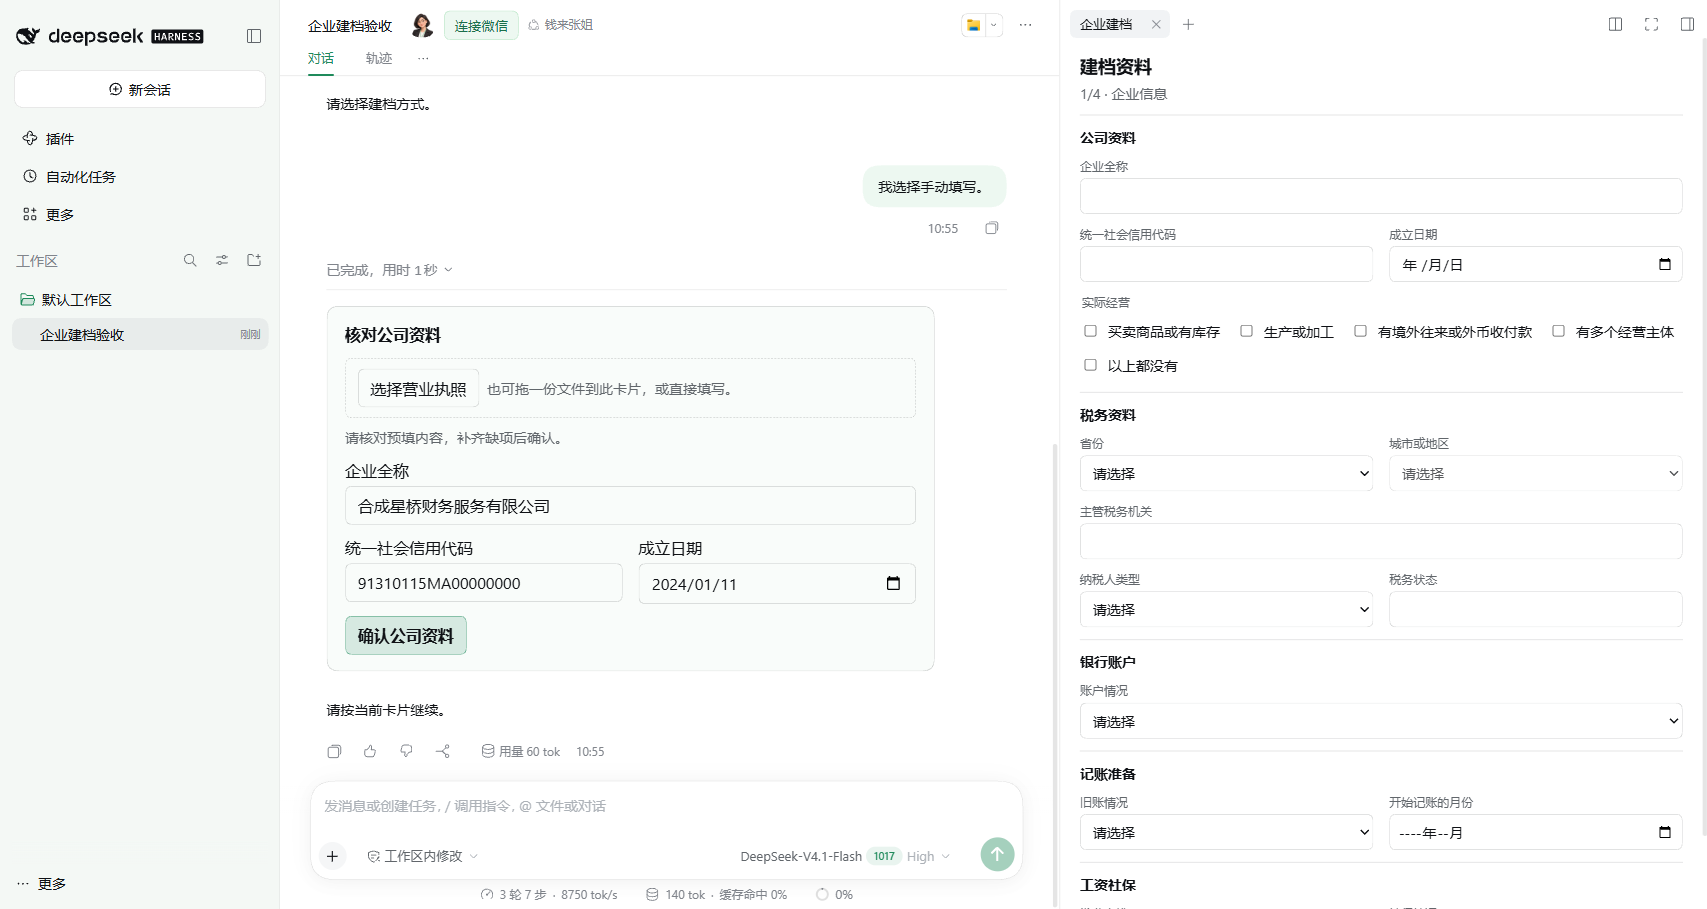 deepseek HARNESS
新会话
插件
自动化任务
更多
工作区
默认工作区
企业建档验收 刚刚
更多
企业建档验收 连接微信 钱来张姐
对话 轨迹 ...
请选择建档方式。
我选择手动填写。
10:55
已完成，用时 1 秒
核对公司资料
选择营业执照 也可拖一份文件到此卡片，或直接填写。
请核对预填内容，补齐缺项后确认。
企业全称
合成星桥财务服务有限公司
统一社会信用代码 成立日期
91310115MA00000000 2024/01/11
确认公司资料
请按当前卡片继续。
用量 60 tok 10:55
发消息或创建任务, / 调用指令, @ 文件或对话
工作区内修改 DeepSeek-V4.1-Flash 1017 High
3 轮 7 步 · 8750 tok/s 140 tok · 缓存命中 0% 0%
企业建档
建档资料
1/4 · 企业信息
公司资料
企业全称
统一社会信用代码 成立日期
年 /月/日
实际经营
买卖商品或有库存 生产或加工 有境外往来或外币收付款 有多个经营主体
以上都没有
税务资料
省份 城市或地区
请选择 请选择
主管税务机关
纳税人类型 税务状态
请选择
银行账户
账户情况
请选择
记账准备
旧账情况 开始记账的月份
请选择 ----年--月
工资社保